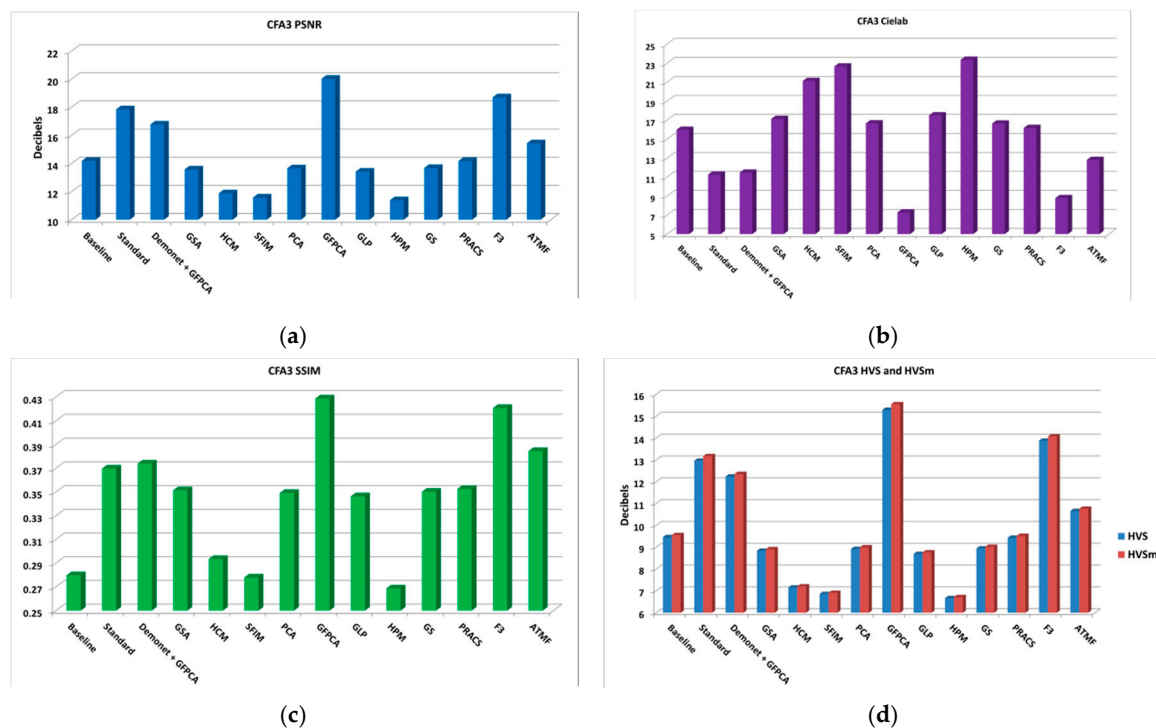 CFA3 PSNR
Decibels
22
20
18
16
14
12
10
Baseline
Standard
Demonet + GFPCA
GSA
HCM
SFIM
PCA
GFPCA
GLP
HPM
GS
PRACS
F3
ATMF
(a)
CFA3 Cielab
25
23
21
19
17
15
13
11
9
7
5
Baseline
Standard
Demonet + GFPCA
GSA
HCM
SFIM
PCA
GFPCA
GLP
HPM
GS
PRACS
F3
ATMF
(b)
CFA3 SSIM
0.43
0.41
0.39
0.37
0.35
0.33
0.31
0.29
0.27
0.25
Baseline
Standard
Demonet + GFPCA
GSA
HCM
SFIM
PCA
GFPCA
GLP
HPM
GS
PRACS
F3
ATMF
(c)
CFA3 HVS and HVSm
Decibels
16
15
14
13
12
11
10
9
8
7
6
Baseline
Standard
Demonet + GFPCA
GSA
HCM
SFIM
PCA
GFPCA
GLP
HPM
GS
PRACS
F3
ATMF
HVS
HVSm
(d)